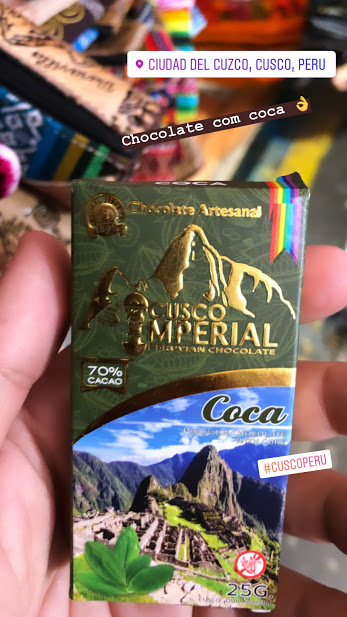 CIUDAD DEL CUZCO, CUSCO, PERU
Chocolate com coca 👌
COCA
Chocolate Artesanal
CUSCO
IMPERIAL
PERUVIAN CHOCOLATE
70%
CACAO
Coca
#CUSCOPERU
25G